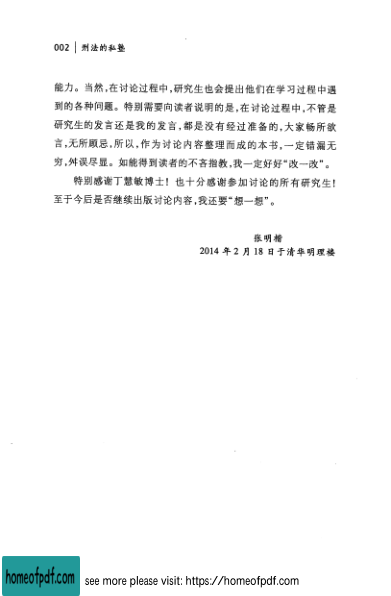 002 | 刑法的私塾
能力。当然,在讨论过程中,研究生也会提出他们在学习过程中遇
到的各种问题。特别需要向读者说明的是,在讨论过程中,不管是
研究生的发言还是我的发言,都是没有经过准备的,大家畅所欲
言,无所顾忌,所以,作为讨论内容整理而成的本书,一定错漏无
穷,舛误尽显。如能得到读者的不吝指教,我一定好好“改一改”。
特别感谢丁慧敏博士!也十分感谢参加讨论的所有研究生!
至于今后是否继续出版讨论内容,我还要“想一想”。
张明楷
2014 年 2 月 18 日于清华明理楼
homeofpdf.com
see more please visit: https://homeofpdf.com